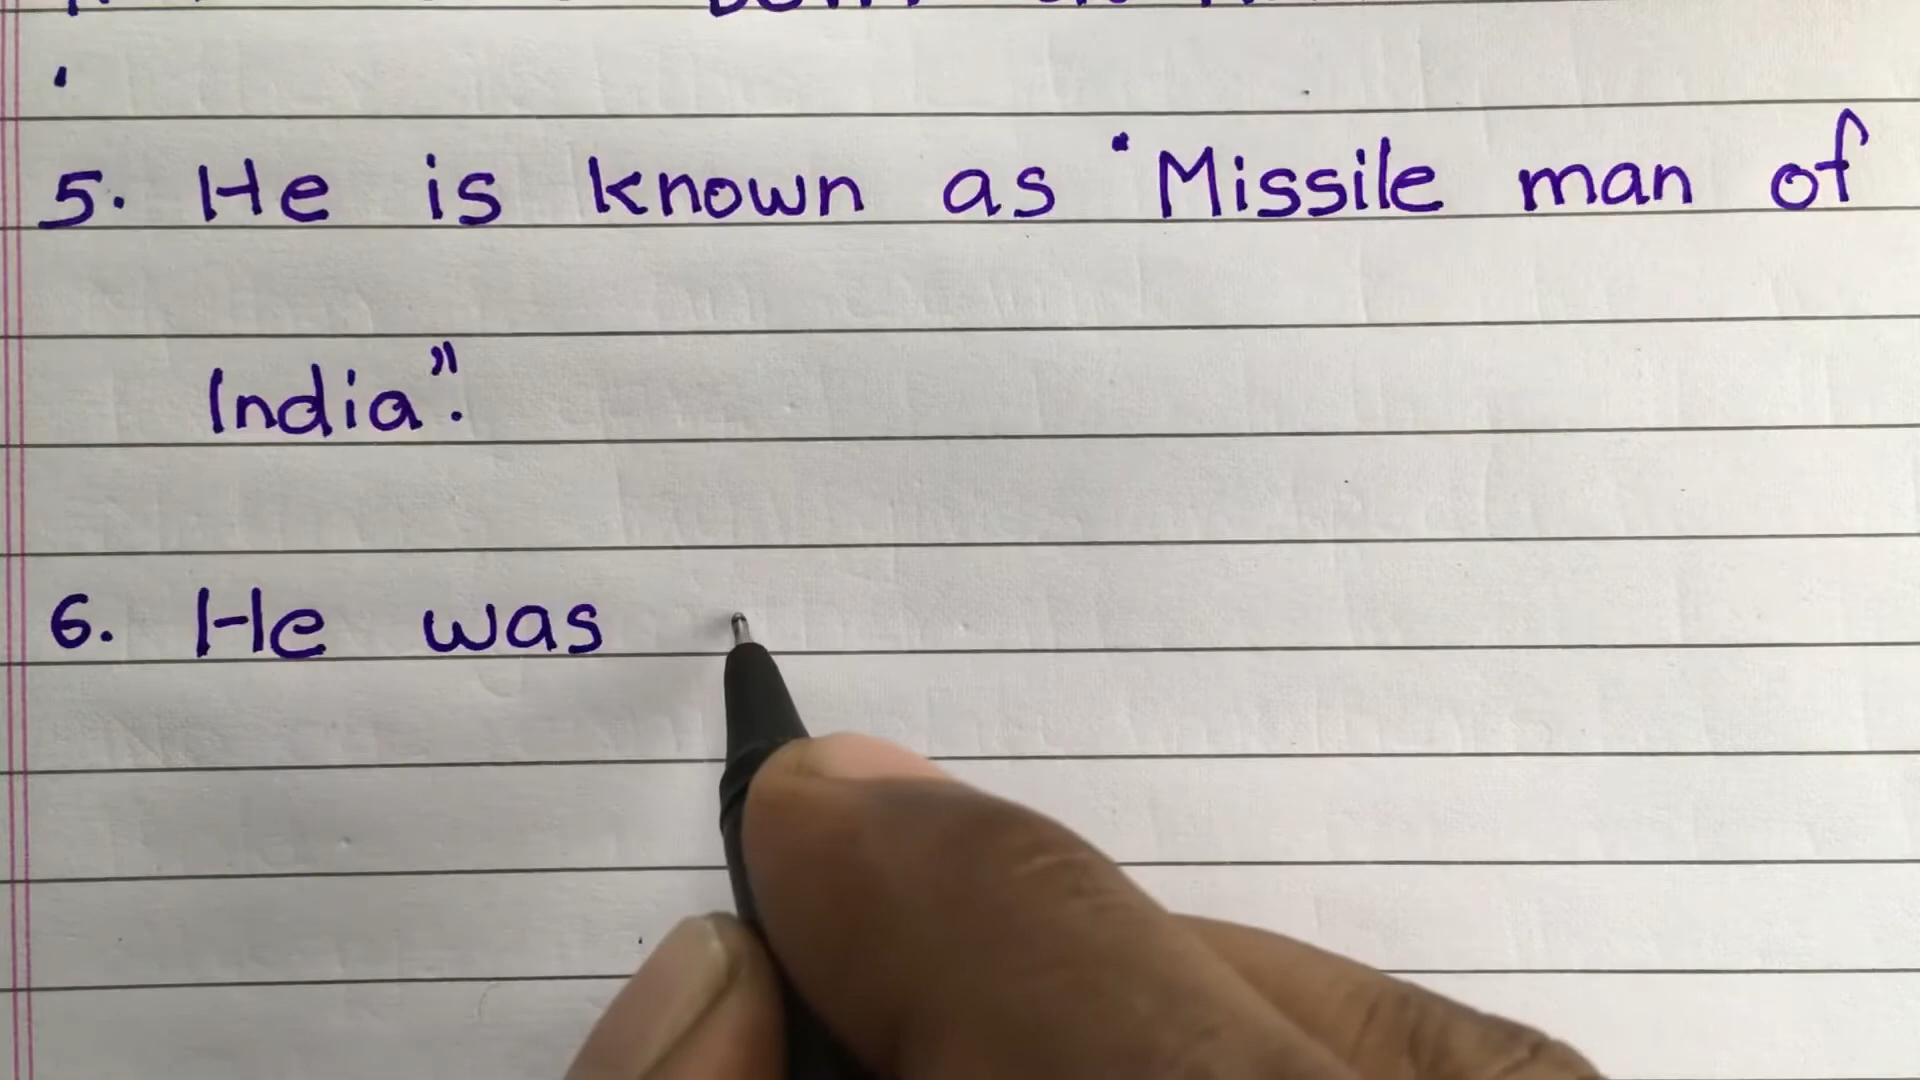 5. He is known as "Missile man of
India".
6. He was